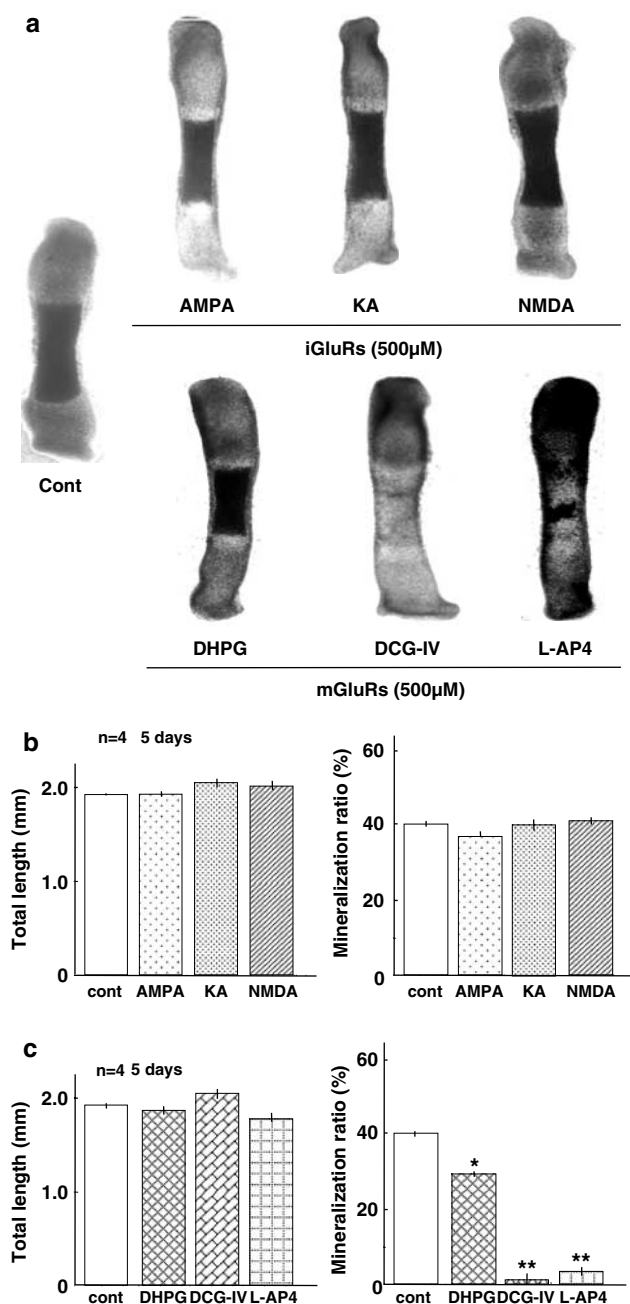 a
AMPA KA NMDA
iGluRs (500µM)
Cont
DHPG DCG-IV L-AP4
mGluRs (500µM)
b
n=4 5 days
Total length (mm)
2.0
1.0
0
cont AMPA KA NMDA
Mineralization ratio (%)
60
40
20
0
cont AMPA KA NMDA
c
n=4 5 days
Total length (mm)
2.0
1.0
0
cont DHPG DCG-IV L-AP4
Mineralization ratio (%)
60
40
20
0
*
** **
cont DHPG DCG-IV L-AP4